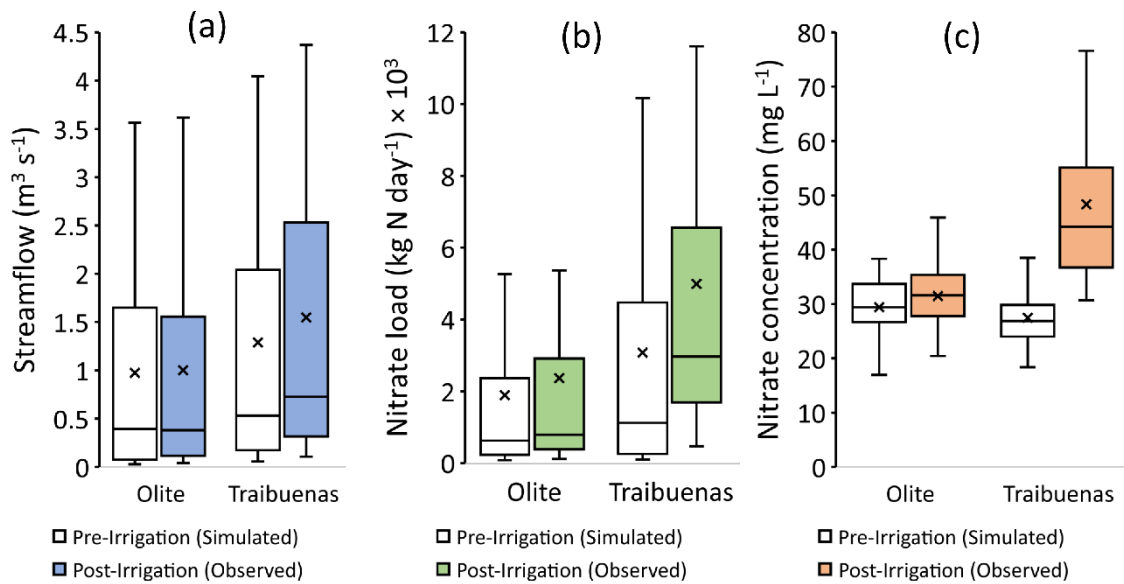 (a)
Streamflow (m³ s⁻¹)
4.5
4
3.5
3
2.5
2
1.5
1
0.5
0
Olite Traibuenas
Pre-Irrigation (Simulated)
Post-Irrigation (Observed)
(b)
Nitrate load (kg N day⁻¹) × 10³
12
10
8
6
4
2
0
Olite Traibuenas
Pre-Irrigation (Simulated)
Post-Irrigation (Observed)
(c)
Nitrate concentration (mg L⁻¹)
80
70
60
50
40
30
20
10
0
Olite Traibuenas
Pre-Irrigation (Simulated)
Post-Irrigation (Observed)